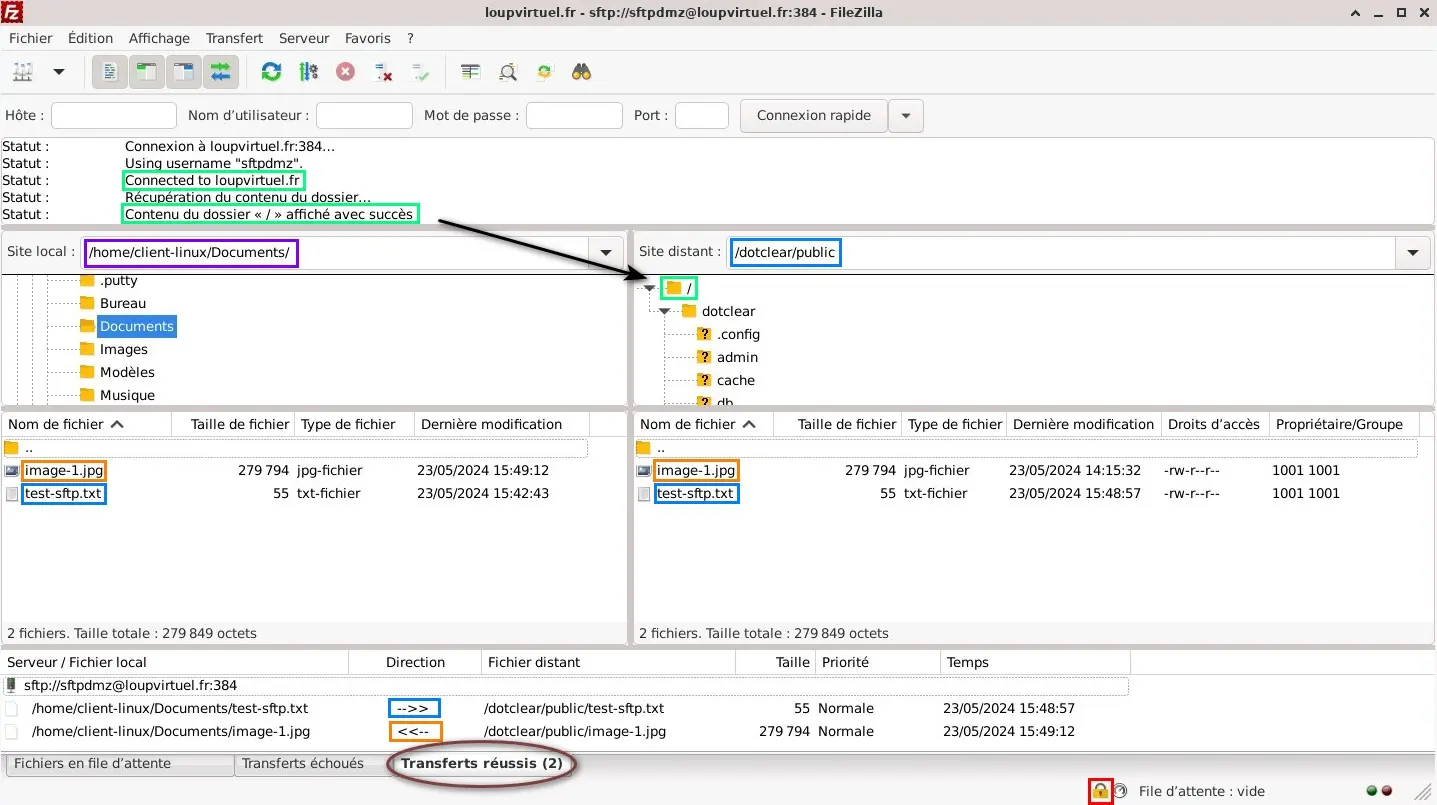 loupvirtuel.fr - sftp://sftpdmz@loupvirtuel.fr:384 - FileZilla
Fichier Édition Affichage Transfert Serveur Favoris ?
Hôte : Nom d’utilisateur : Mot de passe : Port : Connexion rapide
Statut : Connexion à loupvirtuel.fr:384...
Statut : Using username "sftpdmz".
Statut : Connected to loupvirtuel.fr
Statut : Récupération du contenu du dossier...
Statut : Contenu du dossier « / » affiché avec succès
Site local : /home/client-linux/Documents/
.putty
Bureau
Documents
Images
Modèles
Musique
Site distant : /dotclear/public
/
dotclear
.config
admin
cache
db
Nom de fichier Taille de fichier Type de fichier Dernière modification
..
image-1.jpg 279 794 jpg-fichier 23/05/2024 15:49:12
test-sftp.txt 55 txt-fichier 23/05/2024 15:42:43
2 fichiers. Taille totale : 279 849 octets
Nom de fichier Taille de fichier Type de fichier Dernière modification Droits d’accès Propriétaire/Groupe
..
image-1.jpg 279 794 jpg-fichier 23/05/2024 14:15:32 -rw-r--r-- 1001 1001
test-sftp.txt 55 txt-fichier 23/05/2024 15:48:57 -rw-r--r-- 1001 1001
2 fichiers. Taille totale : 279 849 octets
Serveur / Fichier local Direction Fichier distant Taille Priorité Temps
sftp://sftpdmz@loupvirtuel.fr:384
/home/client-linux/Documents/test-sftp.txt -->> /dotclear/public/test-sftp.txt 55 Normale 23/05/2024 15:48:57
/home/client-linux/Documents/image-1.jpg <<-- /dotclear/public/image-1.jpg 279 794 Normale 23/05/2024 15:49:12
Fichiers en file d’attente Transferts échoués Transferts réussis (2)
File d’attente : vide